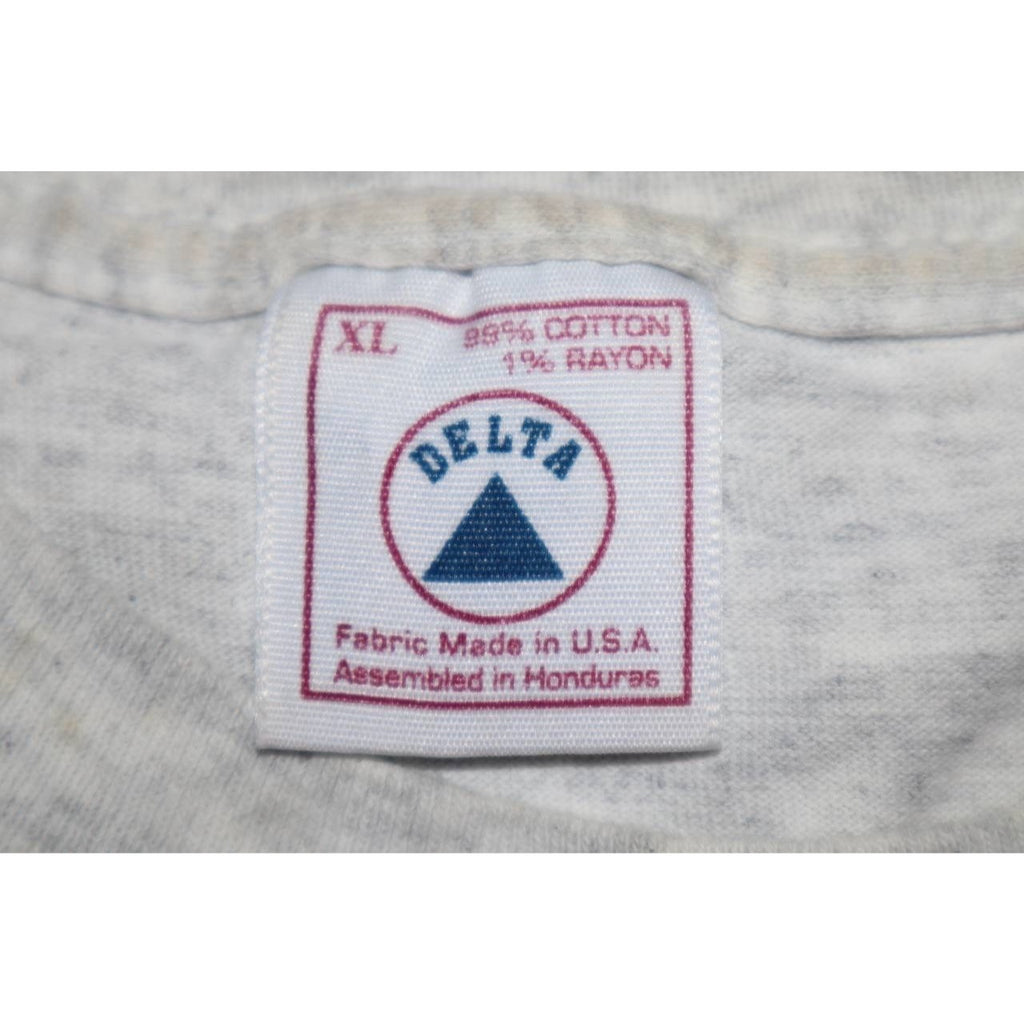 XL
99% COTTON
1% RAYON
DELTA
Fabric Made in U.S.A.
Assembled in Honduras